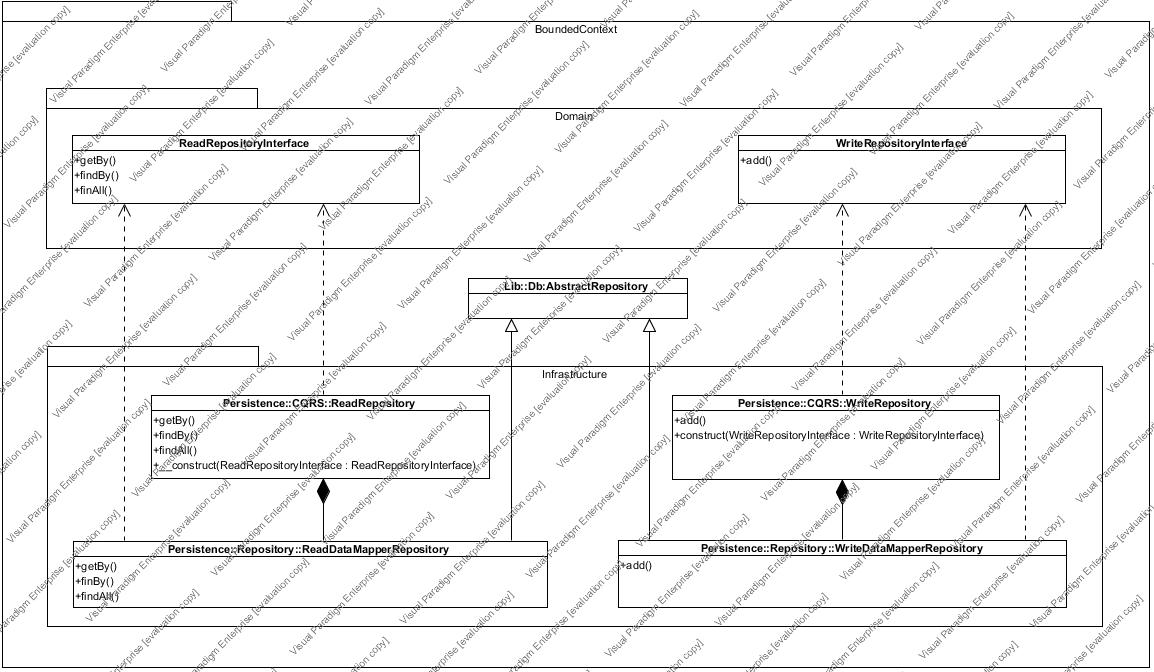 BoundedContext
Domain
ReadRepositoryInterface
+getBy()
+findBy()
+finAll()
WriteRepositoryInterface
+add()
Lib::Db:AbstractRepository
Infrastructure
Persistence::CQRS::ReadRepository
+getBy()
+findBy()
+findAll()
+__construct(ReadRepositoryInterface : ReadRepositoryInterface)
Persistence::CQRS::WriteRepository
+add()
+construct(WriteRepositoryInterface : WriteRepositoryInterface)
Persistence::Repository::ReadDataMapperRepository
+getBy()
+finBy()
+findAll()
Persistence::Repository::WriteDataMapperRepository
+add()
Visual Paradigm Enterprise [evaluation copy]